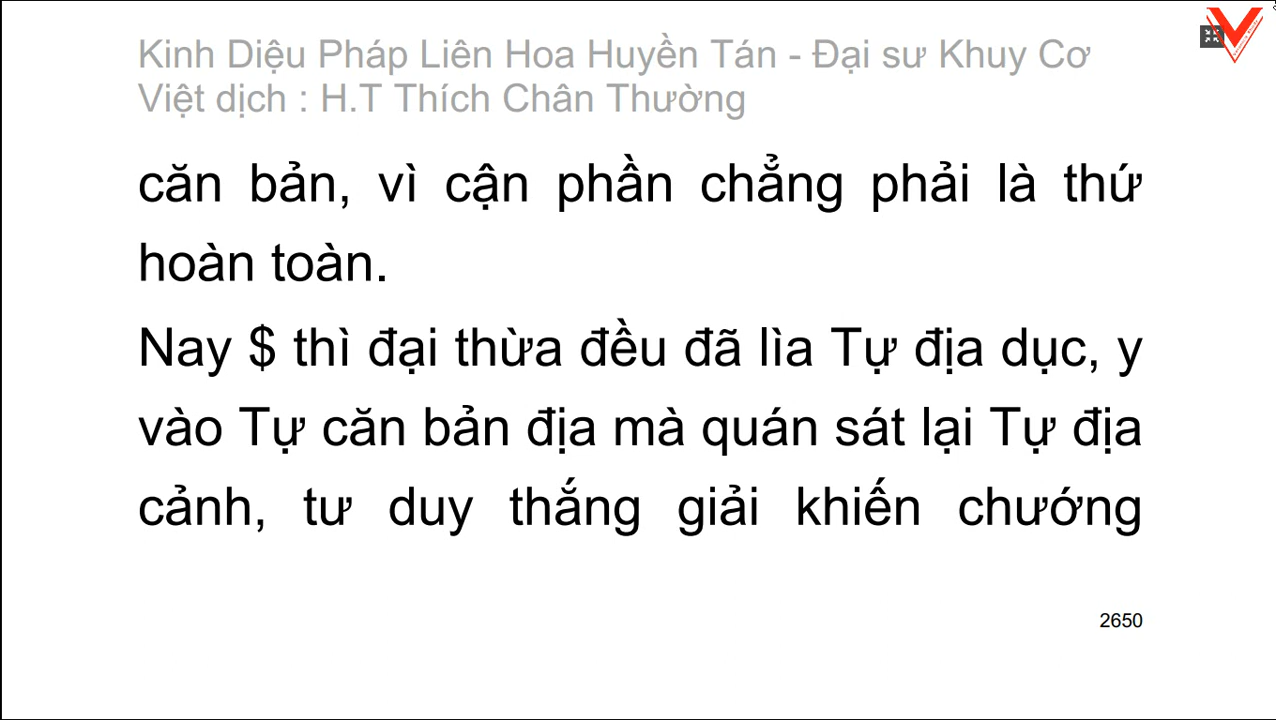 Kinh Diệu Pháp Liên Hoa Huyền Tán - Đại sư Khuy Cơ
Việt dịch : H.T Thích Chân Thường
căn bản, vì cận phần chẳng phải là thứ
hoàn toàn.
Nay $ thì đại thừa đều đã lìa Tự địa dục, y
vào Tự căn bản địa mà quán sát lại Tự địa
cảnh, tư duy thắng giải khiến chướng
2650